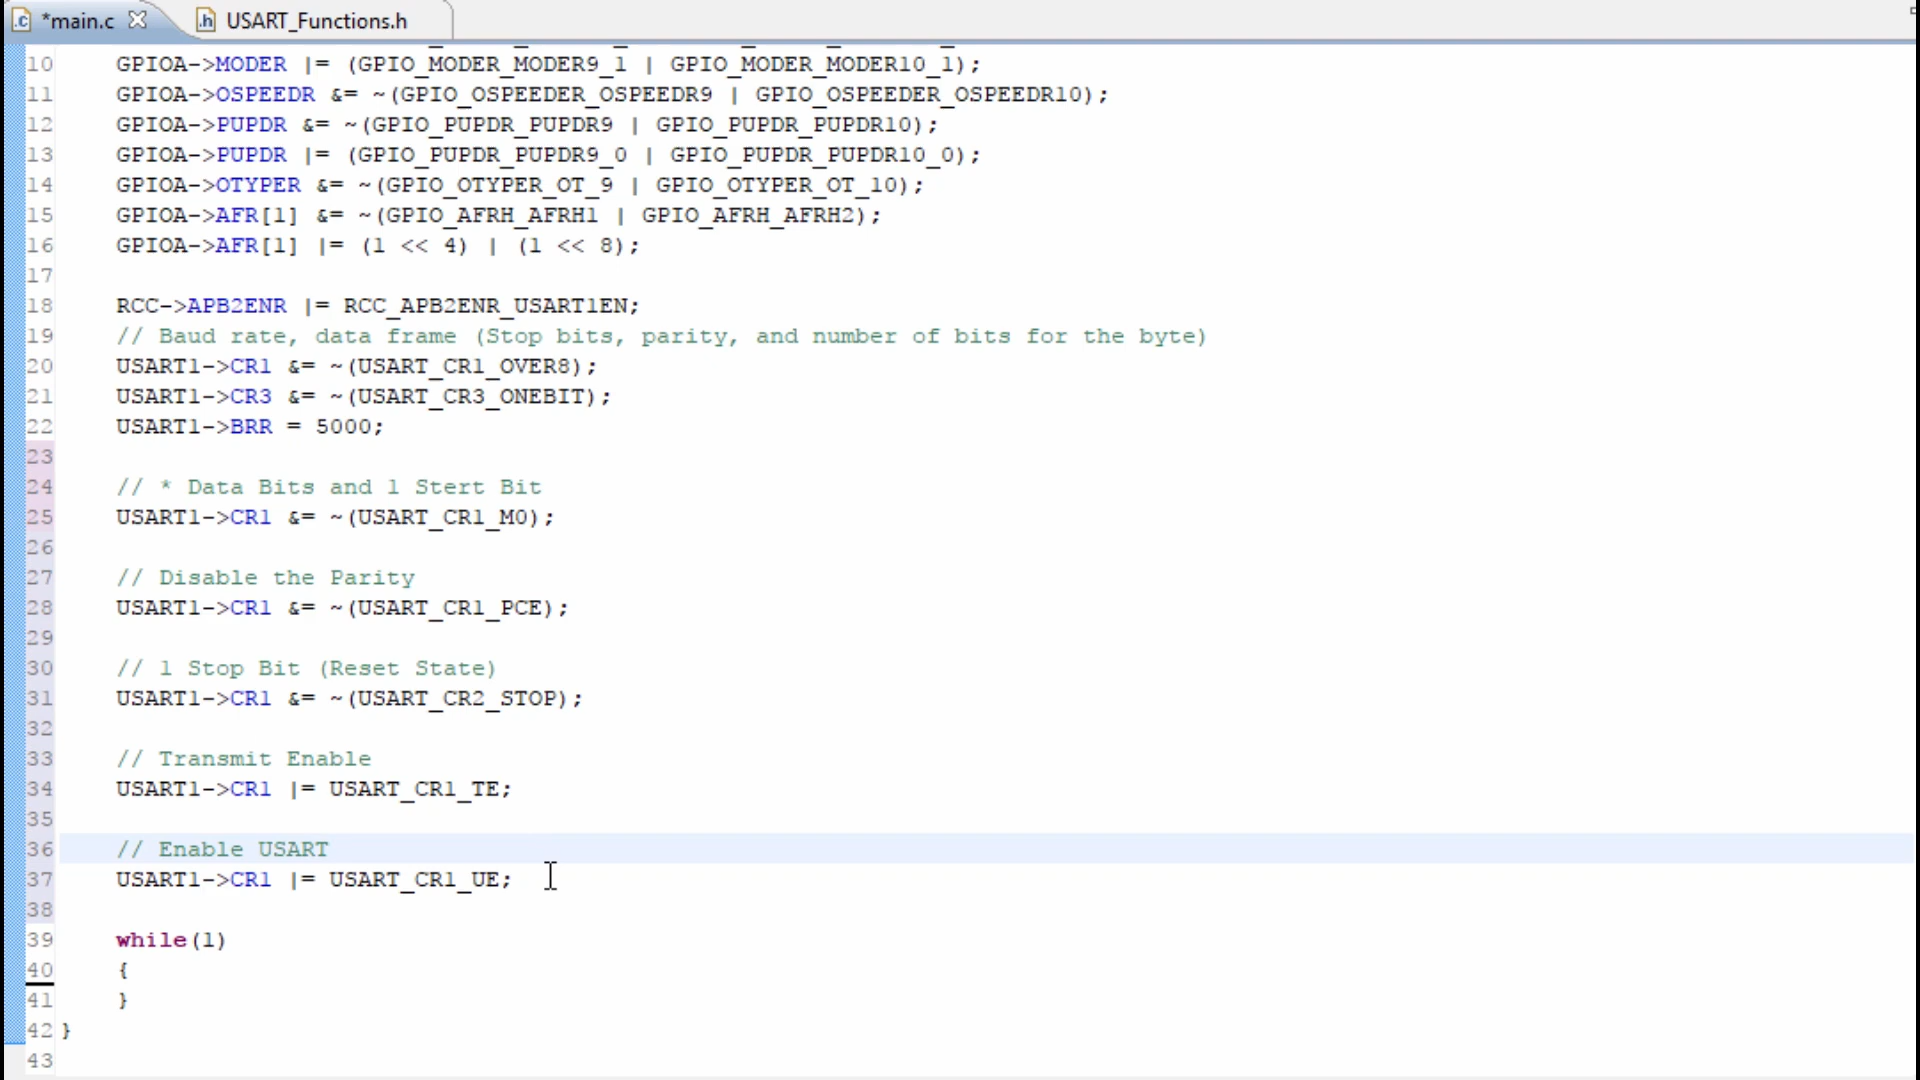 *main.c
USART_Functions.h
10 GPIOA->MODER |= (GPIO_MODER_MODER9_1 | GPIO_MODER_MODER10_1);
11 GPIOA->OSPEEDR &= ~(GPIO_OSPEEDER_OSPEEDR9 | GPIO_OSPEEDER_OSPEEDR10);
12 GPIOA->PUPDR &= ~(GPIO_PUPDR_PUPDR9 | GPIO_PUPDR_PUPDR10);
13 GPIOA->PUPDR |= (GPIO_PUPDR_PUPDR9_0 | GPIO_PUPDR_PUPDR10_0);
14 GPIOA->OTYPER &= ~(GPIO_OTYPER_OT_9 | GPIO_OTYPER_OT_10);
15 GPIOA->AFR[1] &= ~(GPIO_AFRH_AFRH1 | GPIO_AFRH_AFRH2);
16 GPIOA->AFR[1] |= (1 << 4) | (1 << 8);
17
18 RCC->APB2ENR |= RCC_APB2ENR_USART1EN;
19 // Baud rate, data frame (Stop bits, parity, and number of bits for the byte)
20 USART1->CR1 &= ~(USART_CR1_OVER8);
21 USART1->CR3 &= ~(USART_CR3_ONEBIT);
22 USART1->BRR = 5000;
23
24 // * Data Bits and 1 Stert Bit
25 USART1->CR1 &= ~(USART_CR1_M0);
26
27 // Disable the Parity
28 USART1->CR1 &= ~(USART_CR1_PCE);
29
30 // 1 Stop Bit (Reset State)
31 USART1->CR1 &= ~(USART_CR2_STOP);
32
33 // Transmit Enable
34 USART1->CR1 |= USART_CR1_TE;
35
36 // Enable USART
37 USART1->CR1 |= USART_CR1_UE;
38
39 while(1)
40 {
41 }
42 }
43